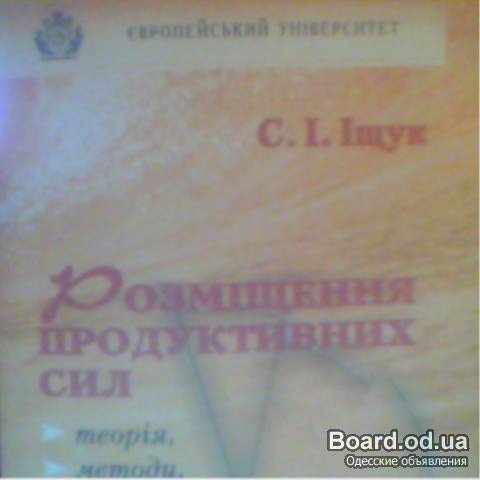 ЄВРОПЕЙСЬКИЙ УНІВЕРСИТЕТ
С. І. Іщук
РОЗМІЩЕННЯ
ПРОДУКТИВНИХ
СИЛ
теорія,
методи,
Board.od.ua
Одесские объявления